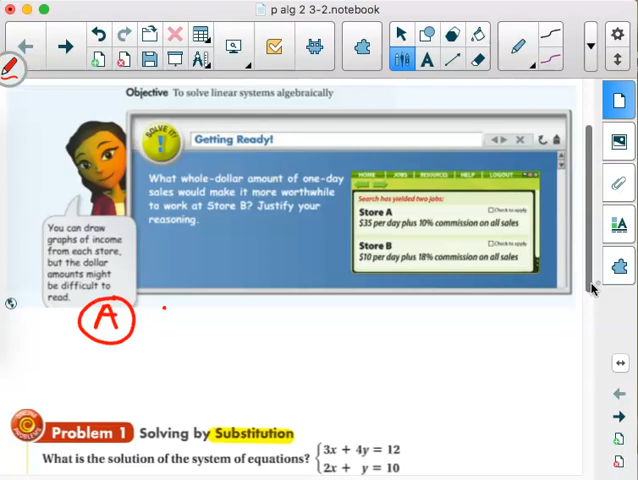 p alg 2 3-2.notebook
Objective To solve linear systems algebraically
SOLVE IT!
Getting Ready!
What whole-dollar amount of one-day
sales would make it more worthwhile
to work at Store B? Justify your
reasoning.
HOME JOBS RESOURCES HELP LOGOUT
Search has yielded two jobs:
Store A
Check to apply
$35 per day plus 10% commission on all sales
Store B
Check to apply
$10 per day plus 18% commission on all sales
You can draw
graphs of income
from each store,
but the dollar
amounts might
be difficult to
read.
A
Problem 1 Solving by Substitution
What is the solution of the system of equations? { 3x + 4y = 12
2x + y = 10